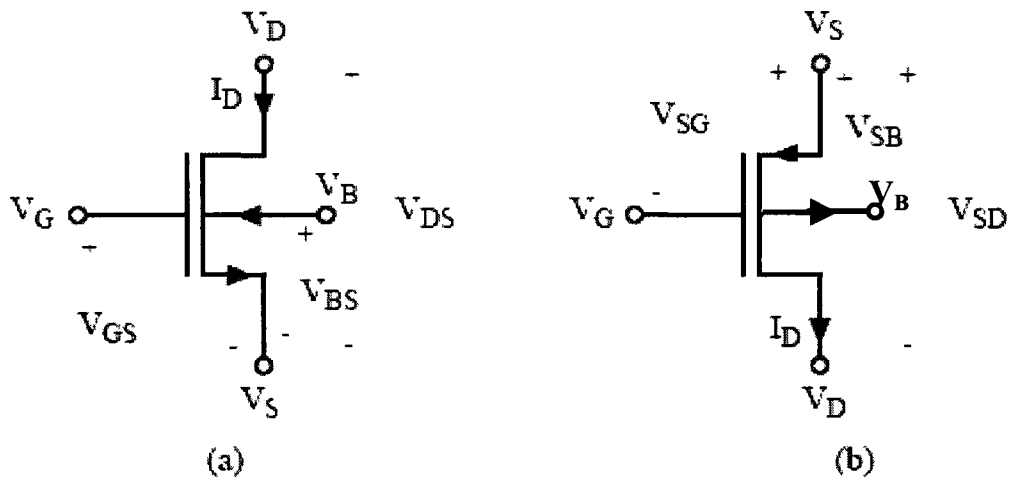 V_D
V_S
I_D
- 
+ + +
V_SG
V_SB
V_G
V_B
V_DS
V_G
-
V_B
V_SD
+
+
V_BS
V_GS
- - -
I_D
-
V_S
V_D
(a)
(b)